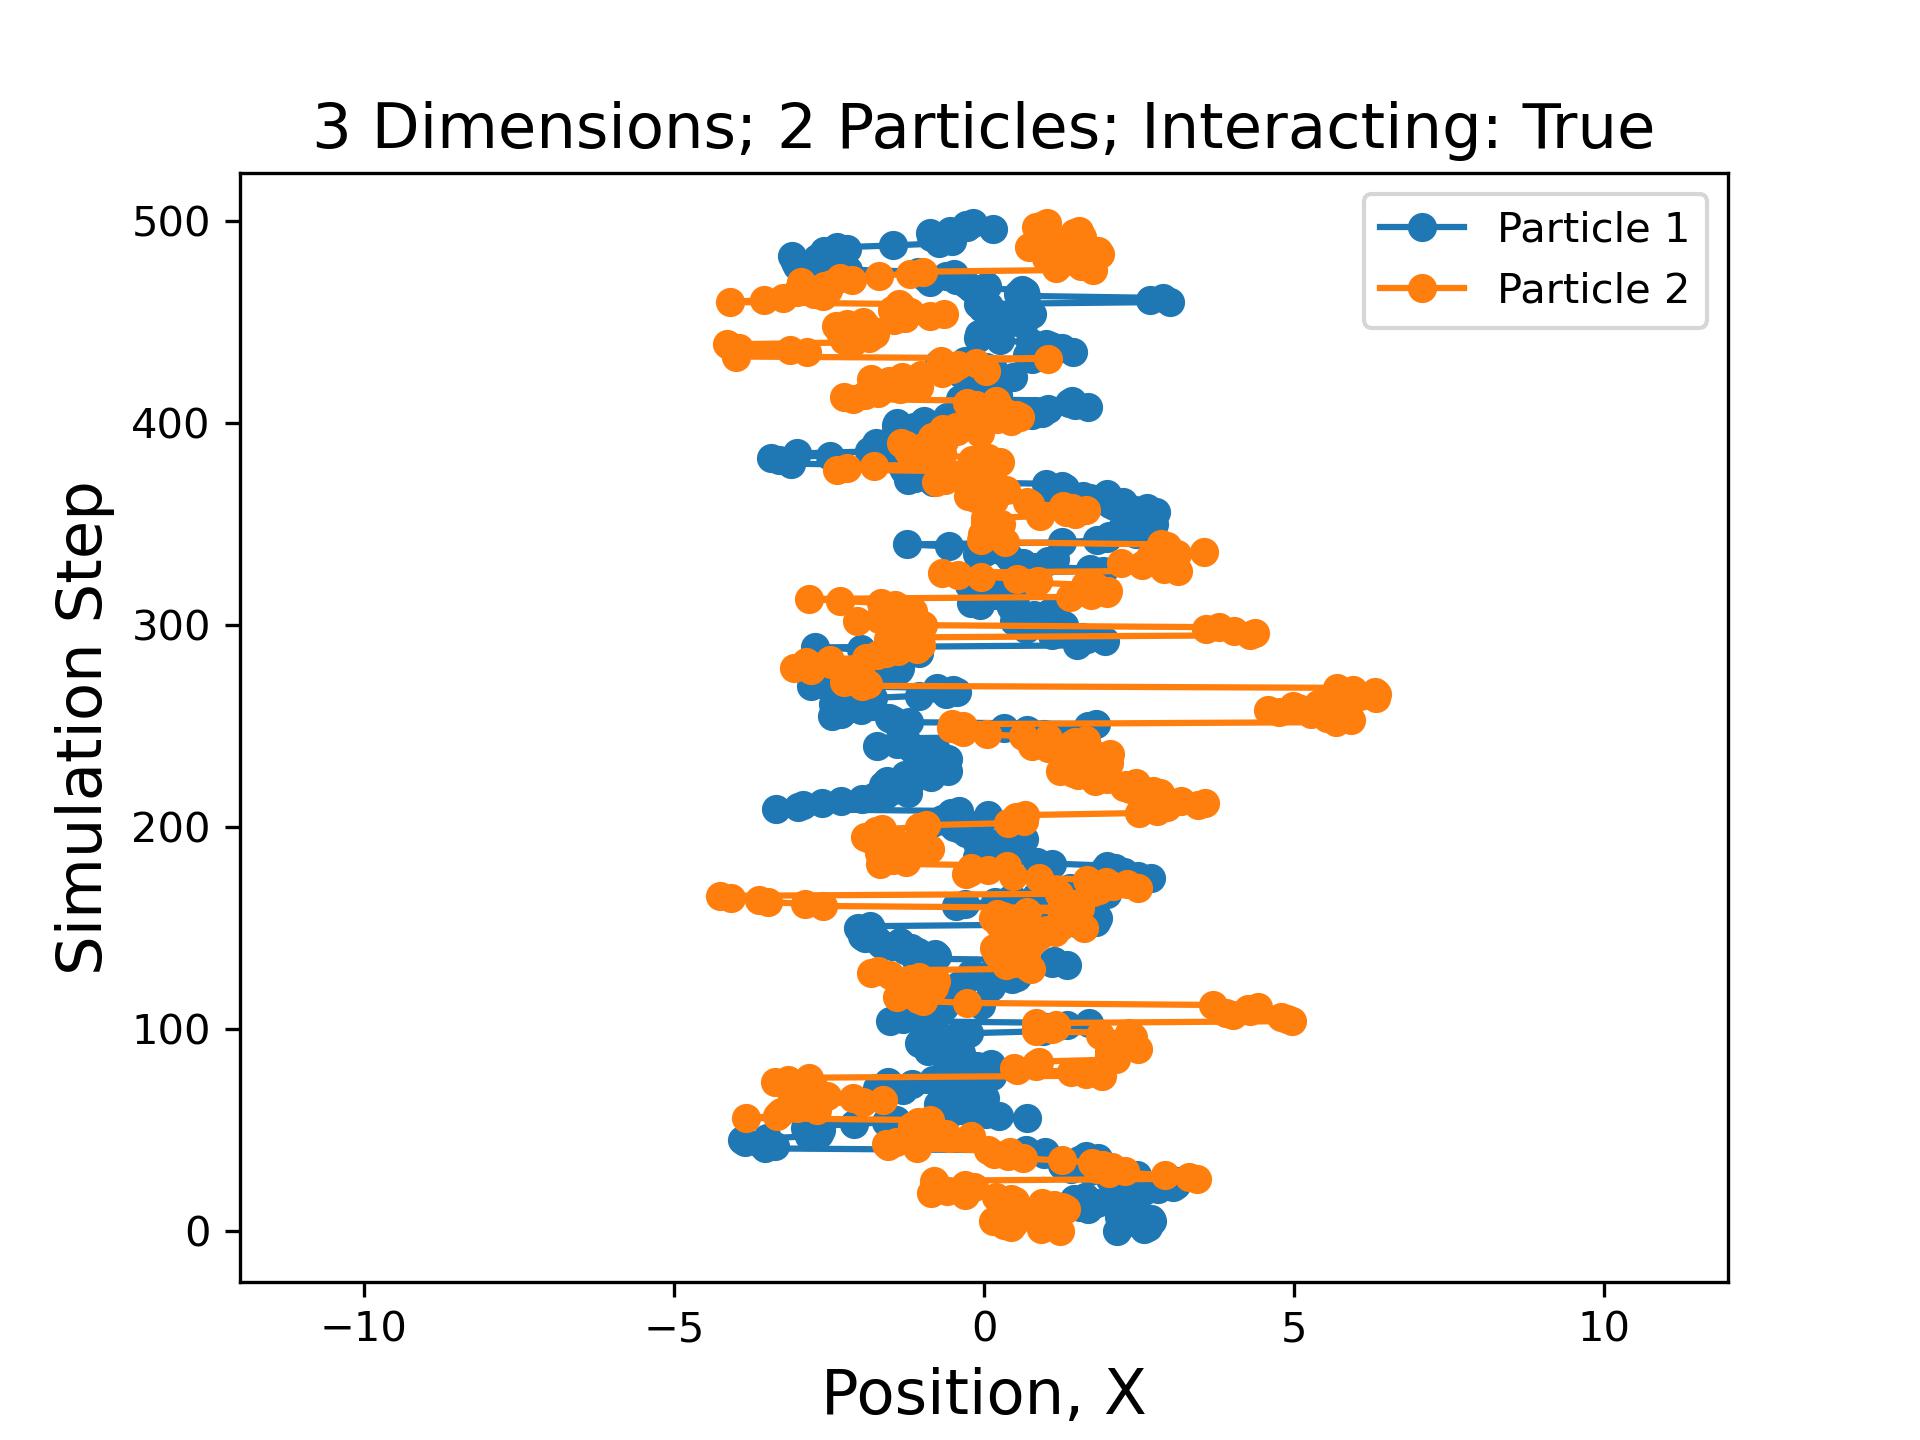 3 Dimensions; 2 Particles; Interacting: True
Particle 1
Particle 2
Simulation Step
500
400
300
200
100
0
−10
−5
0
5
10
Position, X